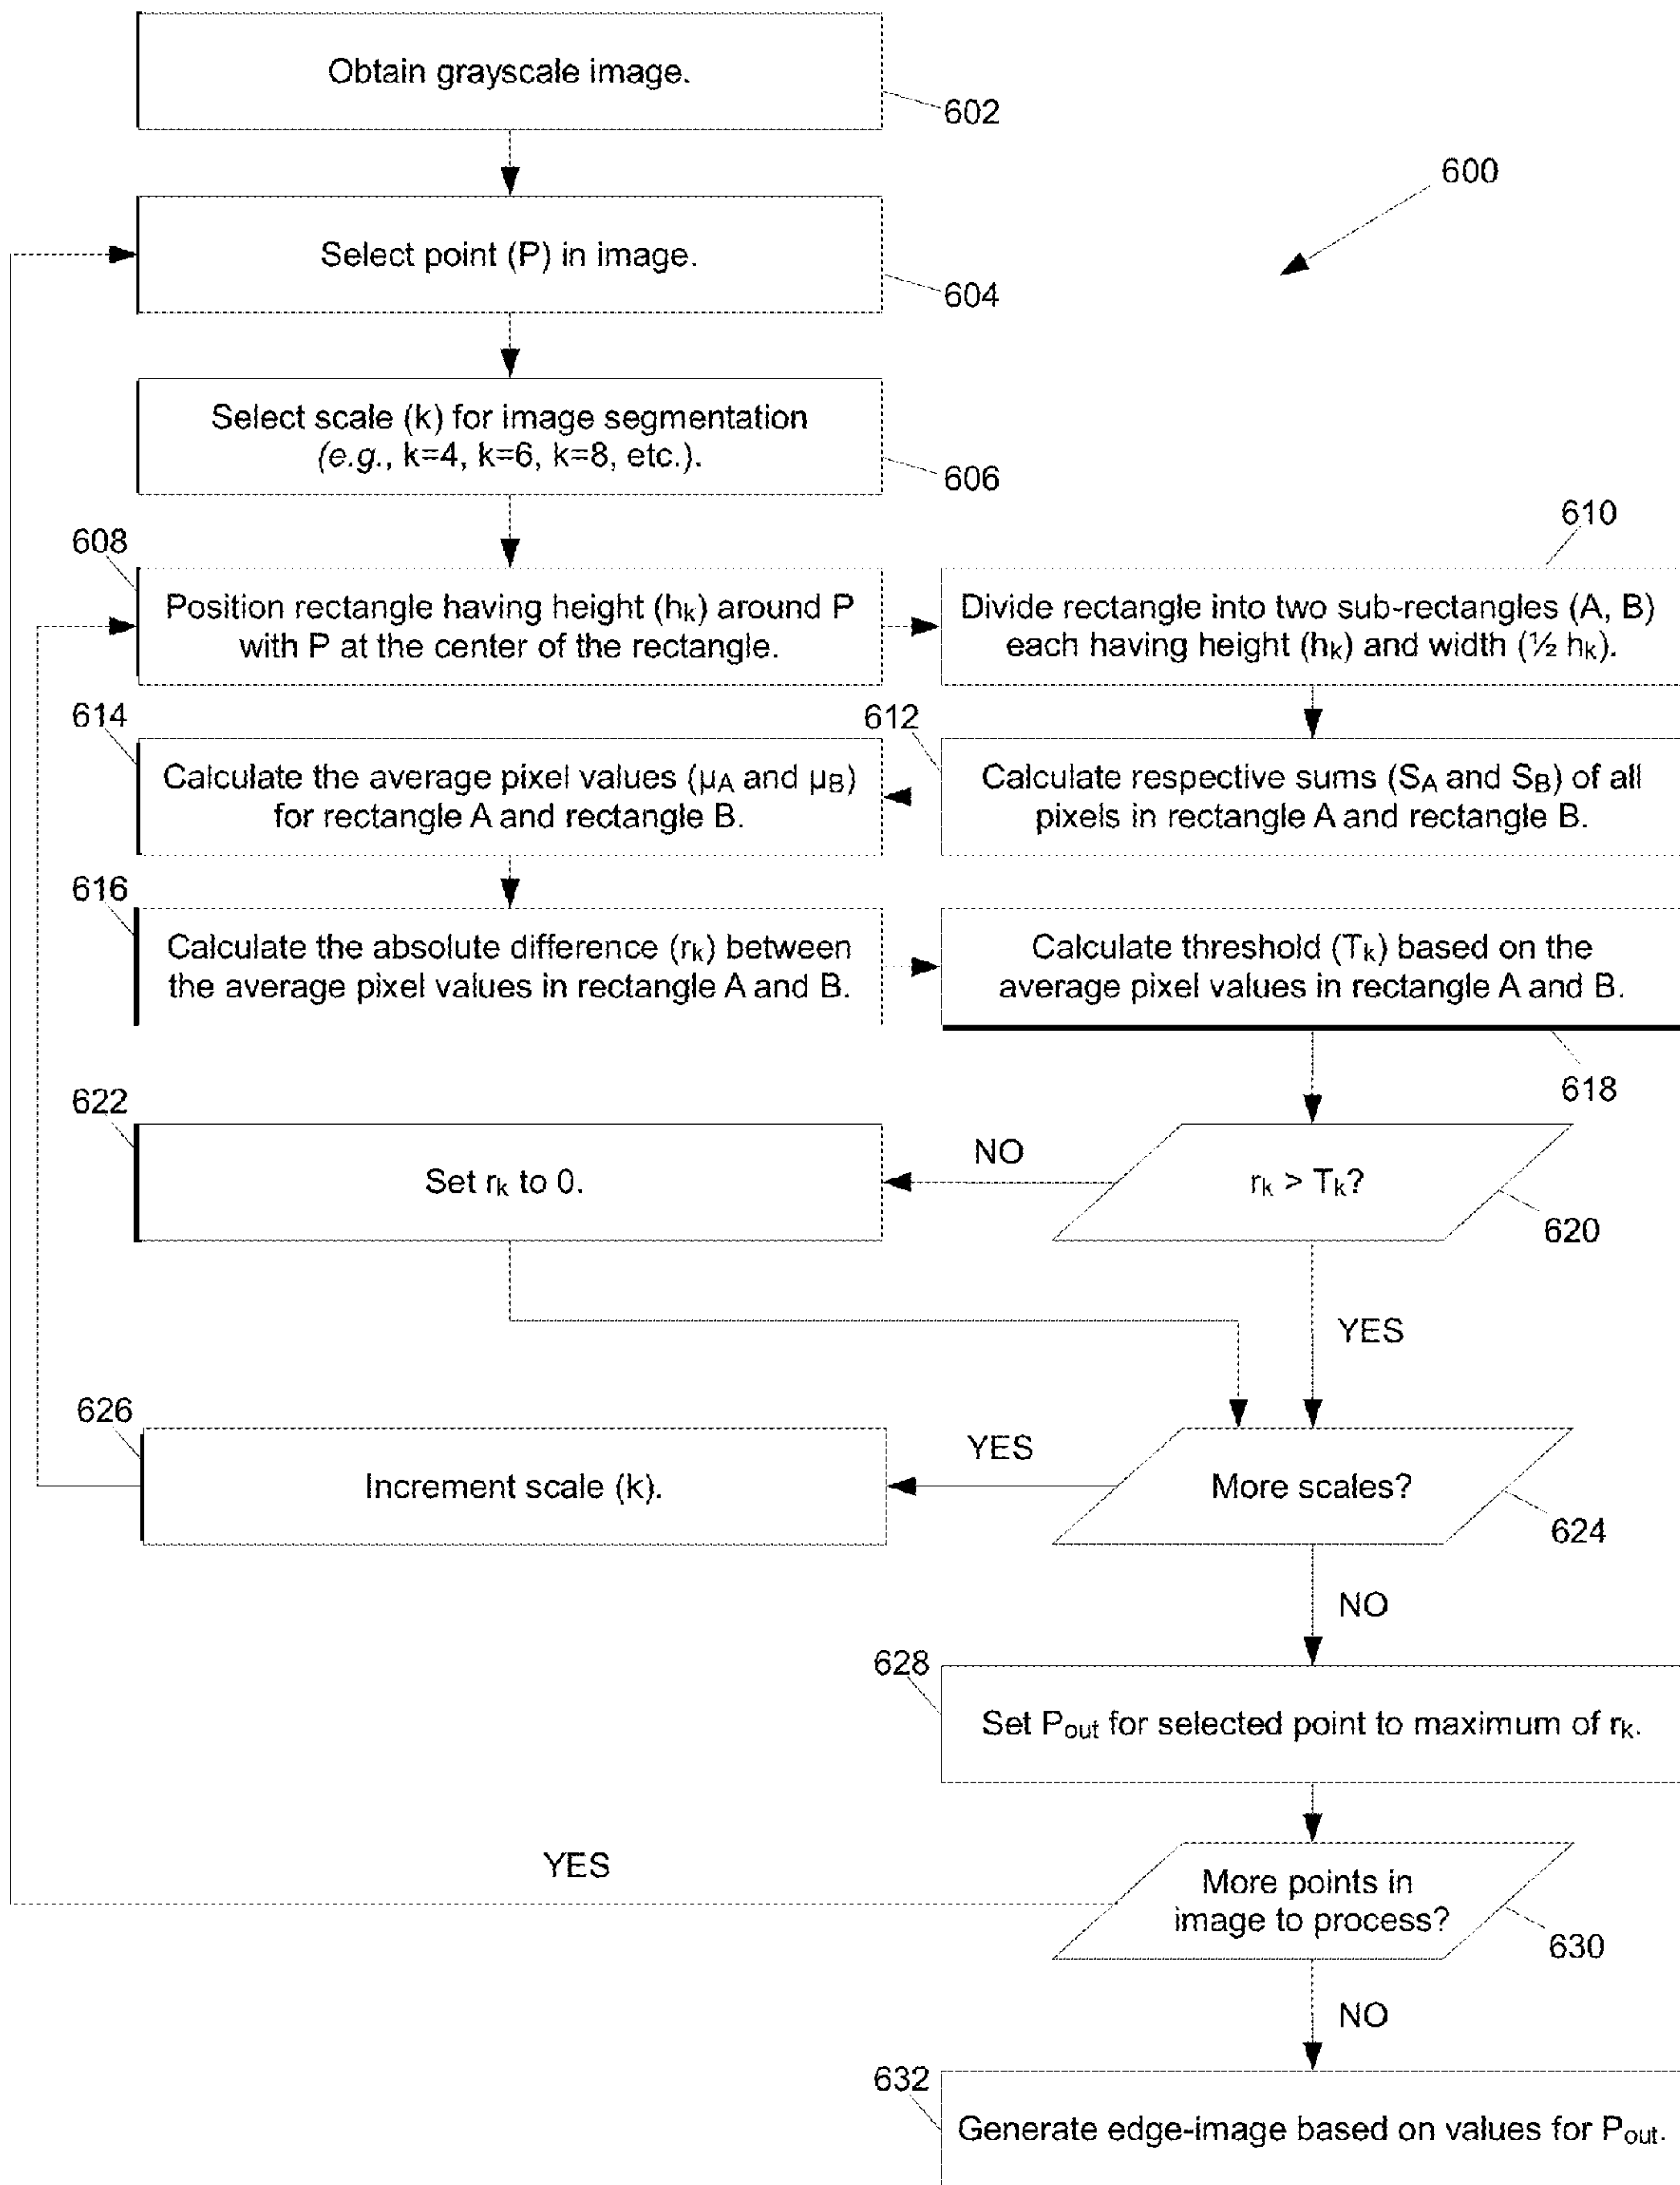 Obtain grayscale image.
602
600
Select point (P) in image.
604
Select scale (k) for image segmentation
(e.g., k=4, k=6, k=8, etc.).
606
608
Position rectangle having height (hk) around P
with P at the center of the rectangle.
610
Divide rectangle into two sub-rectangles (A, B)
each having height (hk) and width (½ hk).
614
Calculate the average pixel values (μA and μB)
for rectangle A and rectangle B.
612
Calculate respective sums (SA and SB) of all
pixels in rectangle A and rectangle B.
616
Calculate the absolute difference (rk) between
the average pixel values in rectangle A and B.
Calculate threshold (Tk) based on the
average pixel values in rectangle A and B.
618
622
Set rk to 0.
NO
rk > Tk?
620
YES
626
Increment scale (k).
YES
More scales?
624
NO
628
Set Pout for selected point to maximum of rk.
YES
More points in
image to process?
630
NO
632
Generate edge-image based on values for Pout.